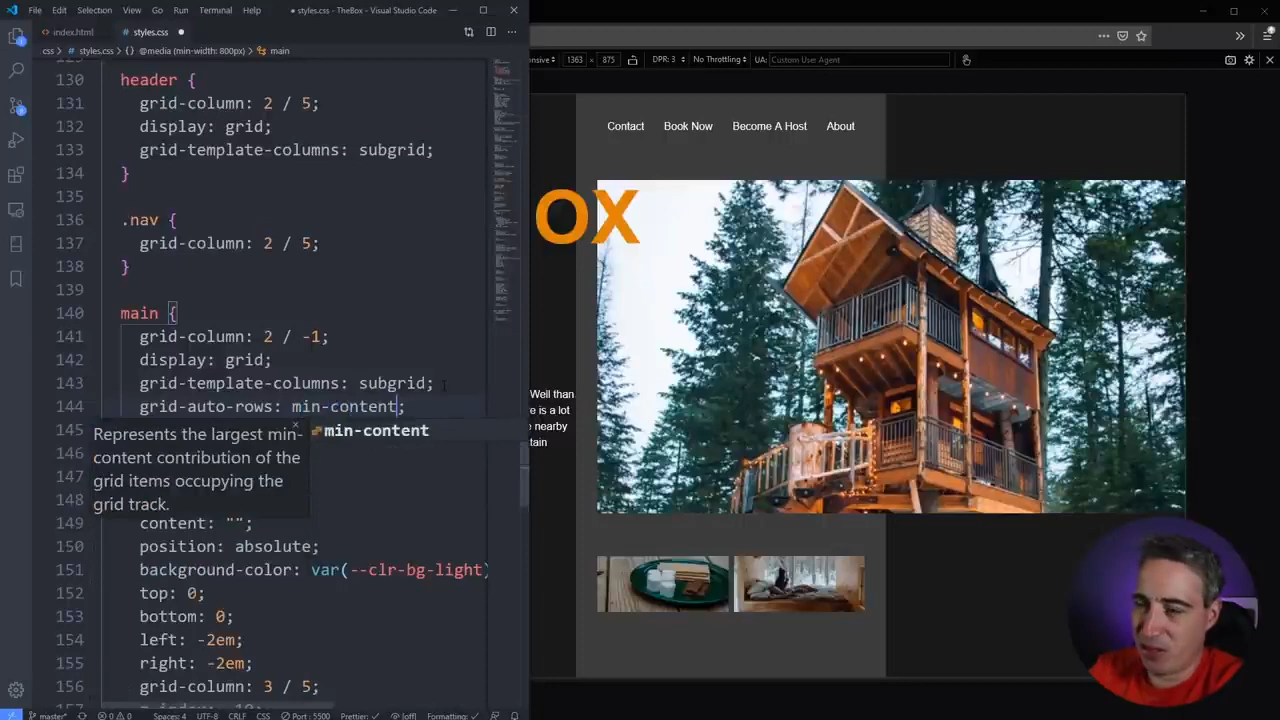 File Edit Selection View Go Run Terminal Help
● styles.css - TheBox - Visual Studio Code
index.html
styles.css
css > styles.css > {} @media (min-width: 800px) > main
130 header {
131 grid-column: 2 / 5;
132 display: grid;
133 grid-template-columns: subgrid;
134 }
135
136 .nav {
137 grid-column: 2 / 5;
138 }
139
140 main {
141 grid-column: 2 / -1;
142 display: grid;
143 grid-template-columns: subgrid;
144 grid-auto-rows: min-content;
145
min-content
Represents the largest min-
content contribution of the
grid items occupying the
grid track.
146
147
148
149 content: "";
150 position: absolute;
151 background-color: var(--clr-bg-light)
152 top: 0;
153 bottom: 0;
154 left: -2em;
155 right: -2em;
156 grid-column: 3 / 5;
master*
0 0
Spaces: 4 UTF-8 CRLF CSS Port : 5500 Prettier: ✓ [off] Formatting: ✓
1363 × 875 DPR: 3 No Throttling UA: Custom User Agent
Contact Book Now Become A Host About
OX
Well than
e is a lot
e nearby
tain